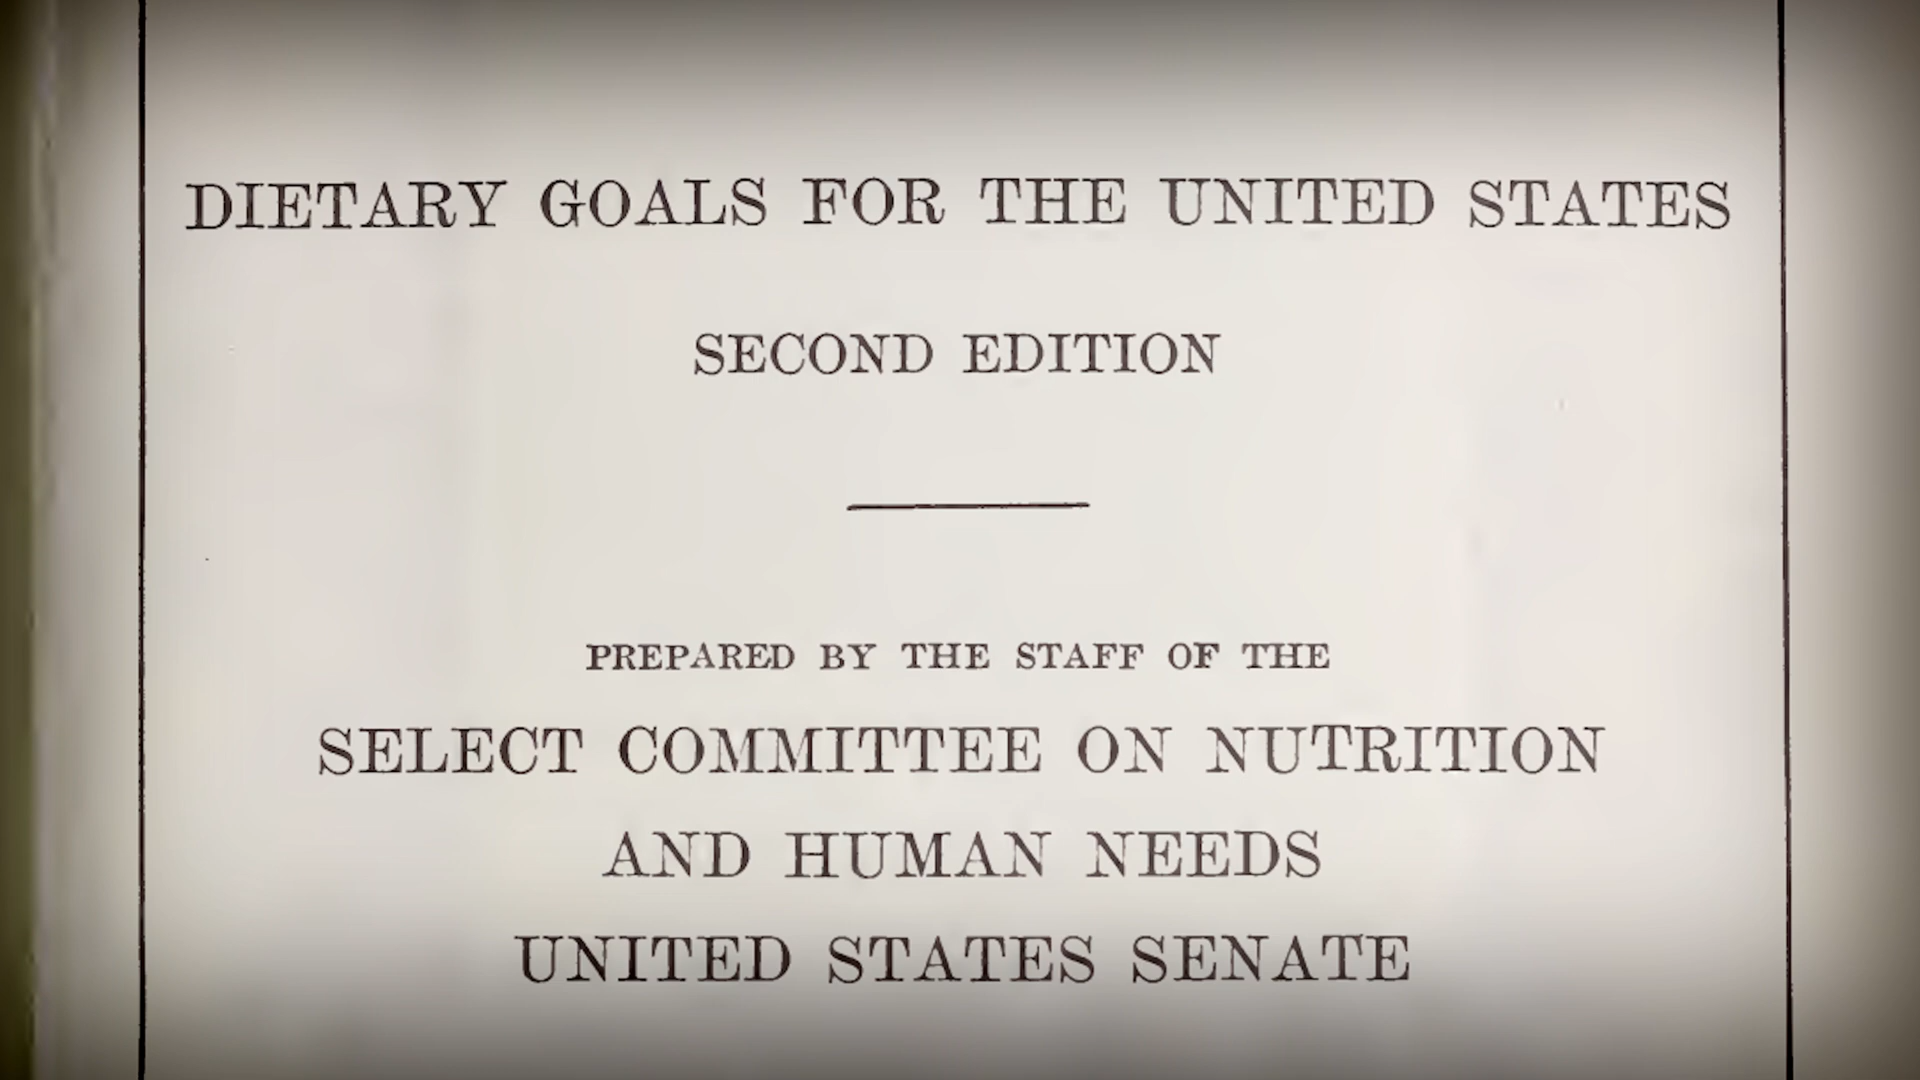 DIETARY GOALS FOR THE UNITED STATES
SECOND EDITION
PREPARED BY THE STAFF OF THE
SELECT COMMITTEE ON NUTRITION
AND HUMAN NEEDS
UNITED STATES SENATE